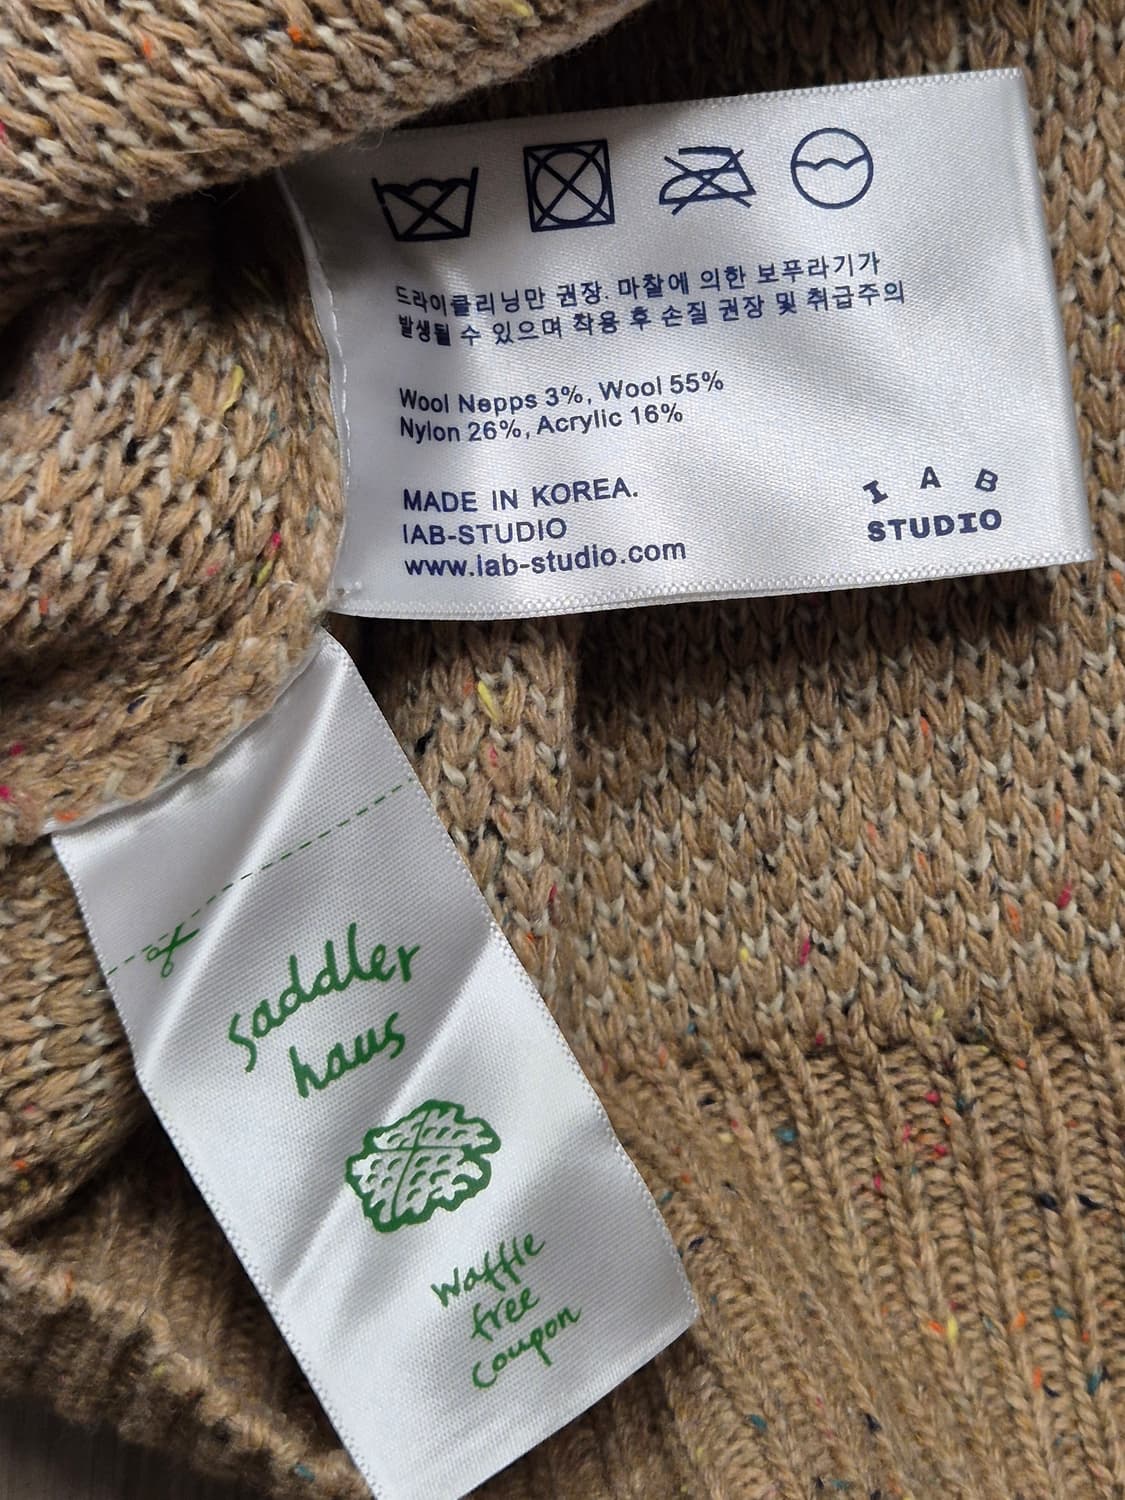 드라이클리닝만 권장. 마찰에 의한 보푸라기가
발생될 수 있으며 착용 후 손질 권장 및 취급주의
Wool Nepps 3%, Wool 55%
Nylon 26%, Acrylic 16%
MADE IN KOREA.
IAB-STUDIO
www.iab-studio.com
I A B
STUDIO
saddler
haus
waffle
free
coupon